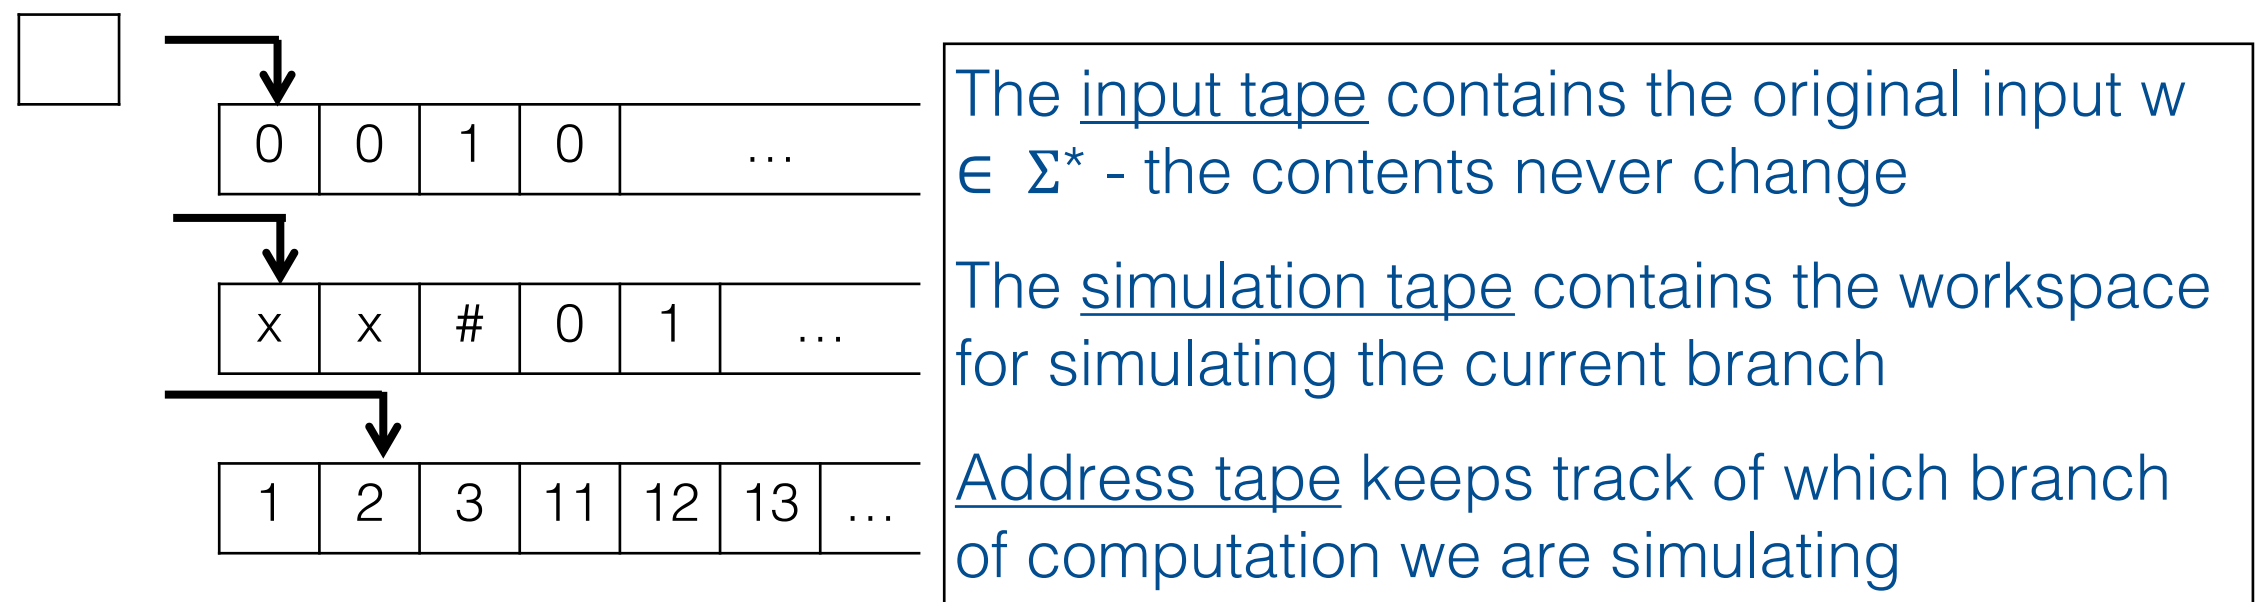 0 0 1 0 ...
x x # 0 1 ...
1 2 3 11 12 13 ...
The input tape contains the original input w
∈ Σ* - the contents never change
The simulation tape contains the workspace
for simulating the current branch
Address tape keeps track of which branch
of computation we are simulating